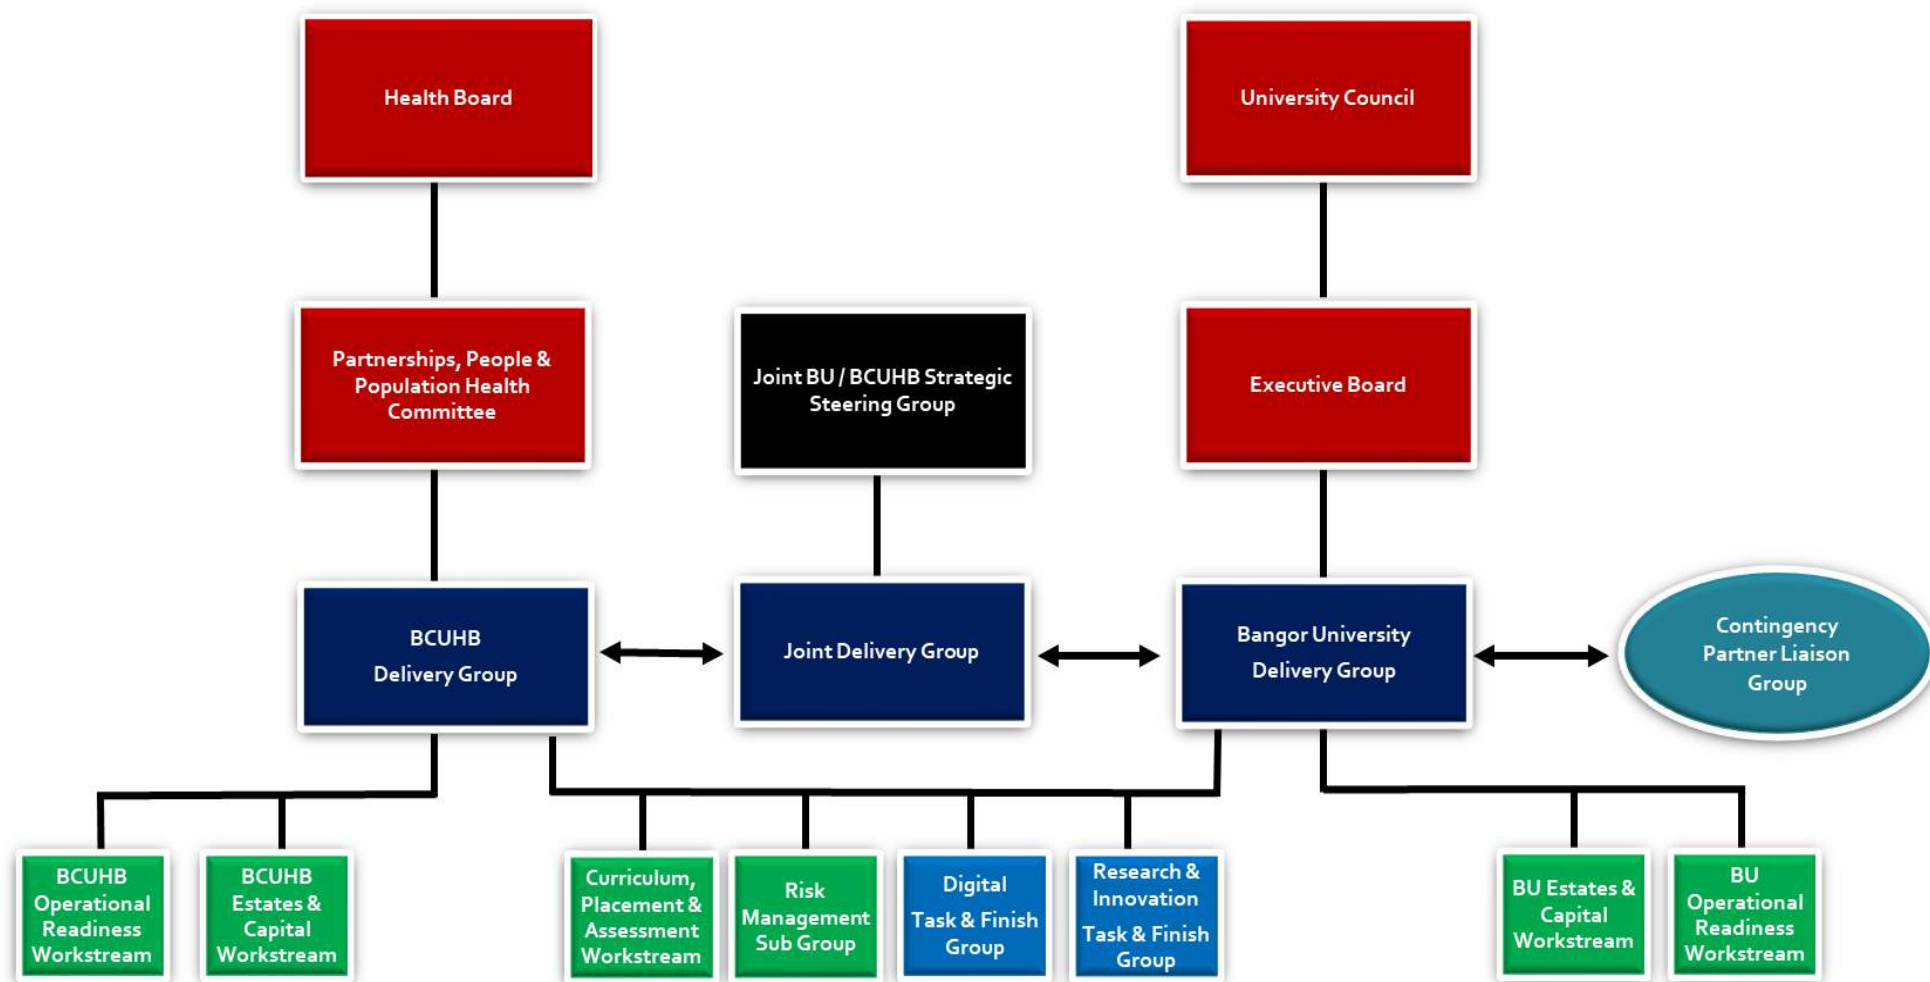 Health Board
University Council
Partnerships, People &
Population Health
Committee
Joint BU / BCUHB Strategic
Steering Group
Executive Board
BCUHB
Delivery Group
Joint Delivery Group
Bangor University
Delivery Group
Contingency
Partner Liaison
Group
BCUHB
Operational
Readiness
Workstream
BCUHB
Estates &
Capital
Workstream
Curriculum,
Placement &
Assessment
Workstream
Risk
Management
Sub Group
Digital
Task & Finish
Group
Research &
Innovation
Task & Finish
Group
BU Estates &
Capital
Workstream
BU
Operational
Readiness
Workstream